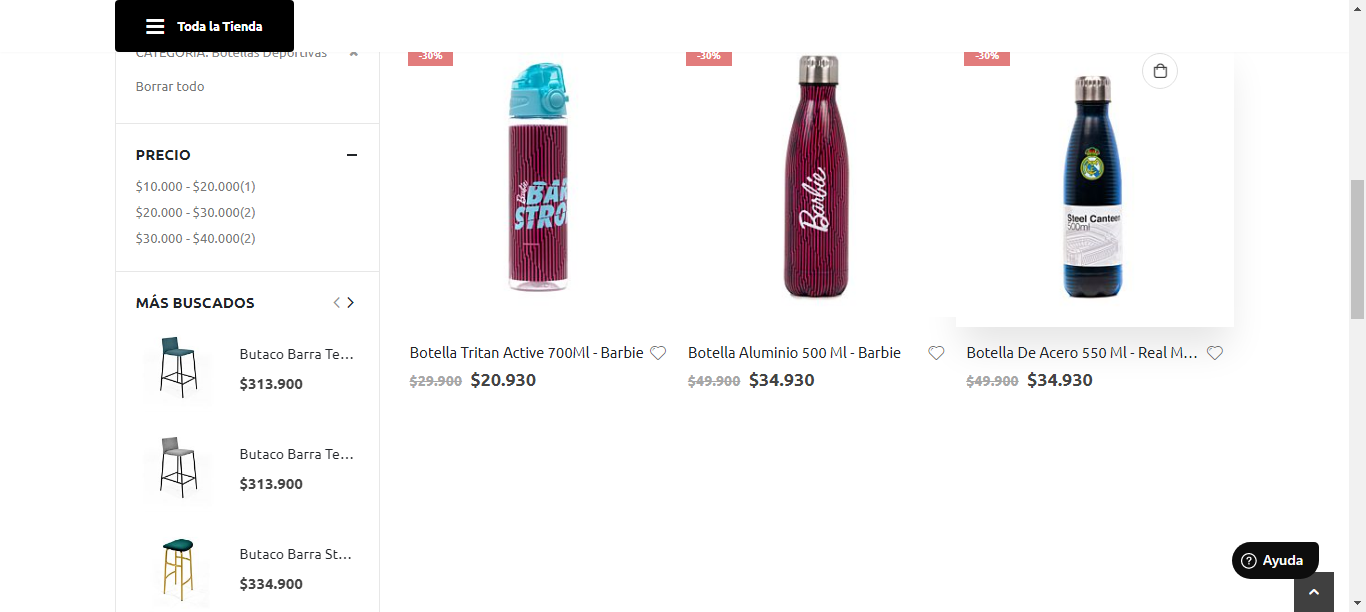 Toda la Tienda
CATEGORÍA: Botellas Deportivas
Borrar todo
PRECIO
$10.000 - $20.000(1)
$20.000 - $30.000(2)
$30.000 - $40.000(2)
MÁS BUSCADOS
Butaco Barra Te...
$313.900
Butaco Barra Te...
$313.900
Butaco Barra St...
$334.900
-30%
Barbie
BAR
STRO
Botella Tritan Active 700Ml - Barbie
$29.900 $20.930
-30%
Barbie
Botella Aluminio 500 Ml - Barbie
$49.900 $34.930
-30%
Steel Canteen
500ml
Botella De Acero 550 Ml - Real M...
$49.900 $34.930
Ayuda